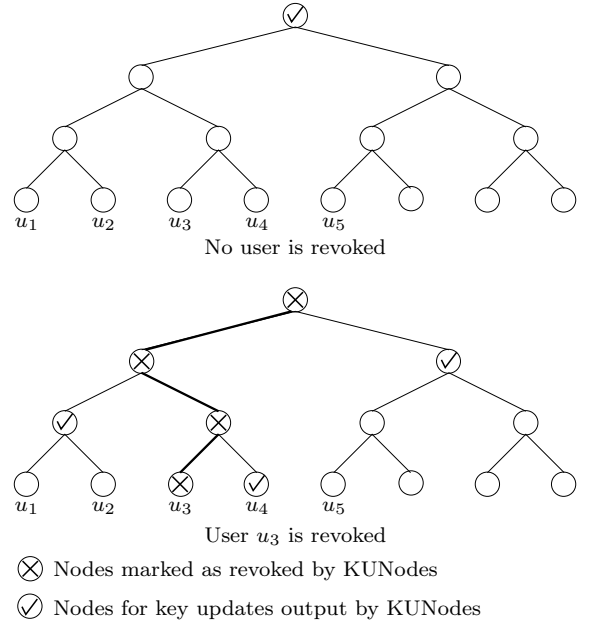 u1 u2 u3 u4 u5
No user is revoked
u1 u2 u3 u4 u5
User u3 is revoked
Nodes marked as revoked by KUNodes
Nodes for key updates output by KUNodes